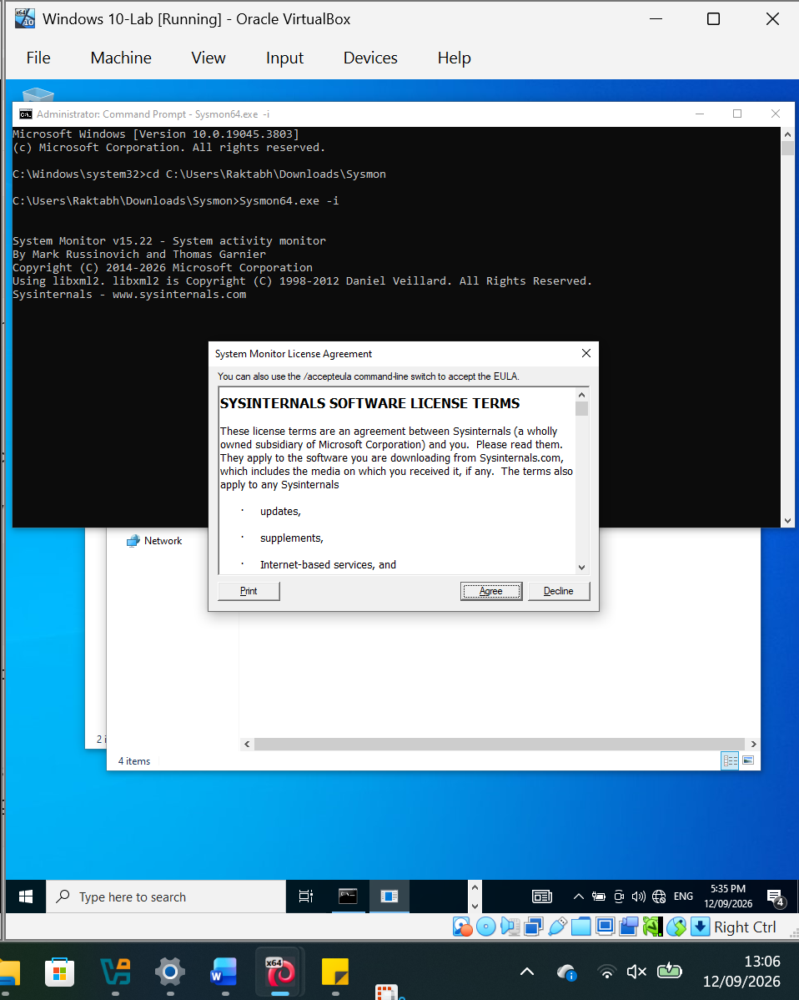 Windows 10-Lab [Running] - Oracle VirtualBox
File Machine View Input Devices Help
Administrator: Command Prompt - Sysmon64.exe -i
Microsoft Windows [Version 10.0.19045.3803]
(c) Microsoft Corporation. All rights reserved.
C:\Windows\system32>cd C:\Users\Raktabh\Downloads\Sysmon
C:\Users\Raktabh\Downloads\Sysmon>Sysmon64.exe -i
System Monitor v15.22 - System activity monitor
By Mark Russinovich and Thomas Garnier
Copyright (C) 2014-2026 Microsoft Corporation
Using libxml2. libxml2 is Copyright (C) 1998-2012 Daniel Veillard. All Rights Reserved.
Sysinternals - www.sysinternals.com
System Monitor License Agreement
You can also use the /accepteula command-line switch to accept the EULA.
SYSINTERNALS SOFTWARE LICENSE TERMS
These license terms are an agreement between Sysinternals (a wholly
owned subsidiary of Microsoft Corporation) and you.  Please read them.
They apply to the software you are downloading from Sysinternals.com,
which includes the media on which you received it, if any.  The terms also
apply to any Sysinternals
· updates,
· supplements,
· Internet-based services, and
Print Agree Decline
Network
2 i
4 items
Type here to search
ENG
5:35 PM
12/09/2026
4
Right Ctrl
13:06
12/09/2026